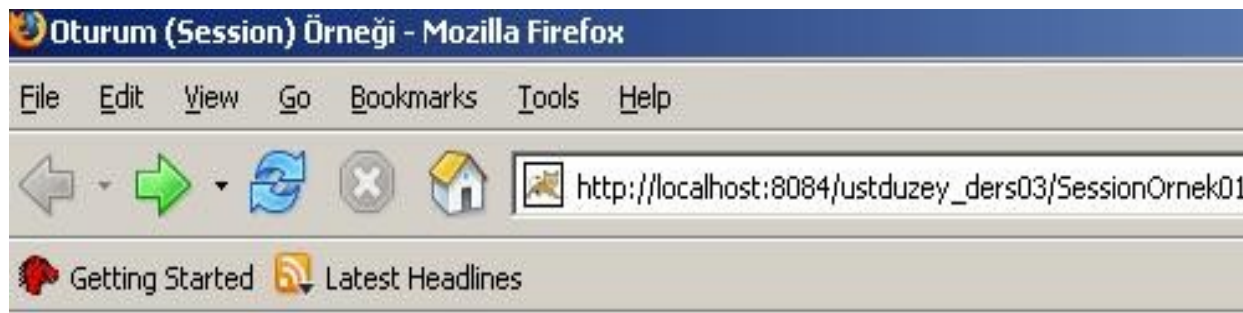 Oturum (Session) Örneği - Mozilla Firefox
File Edit View Go Bookmarks Tools Help
http://localhost:8084/ustduzey_ders03/SessionOrnek01
Getting Started Latest Headlines